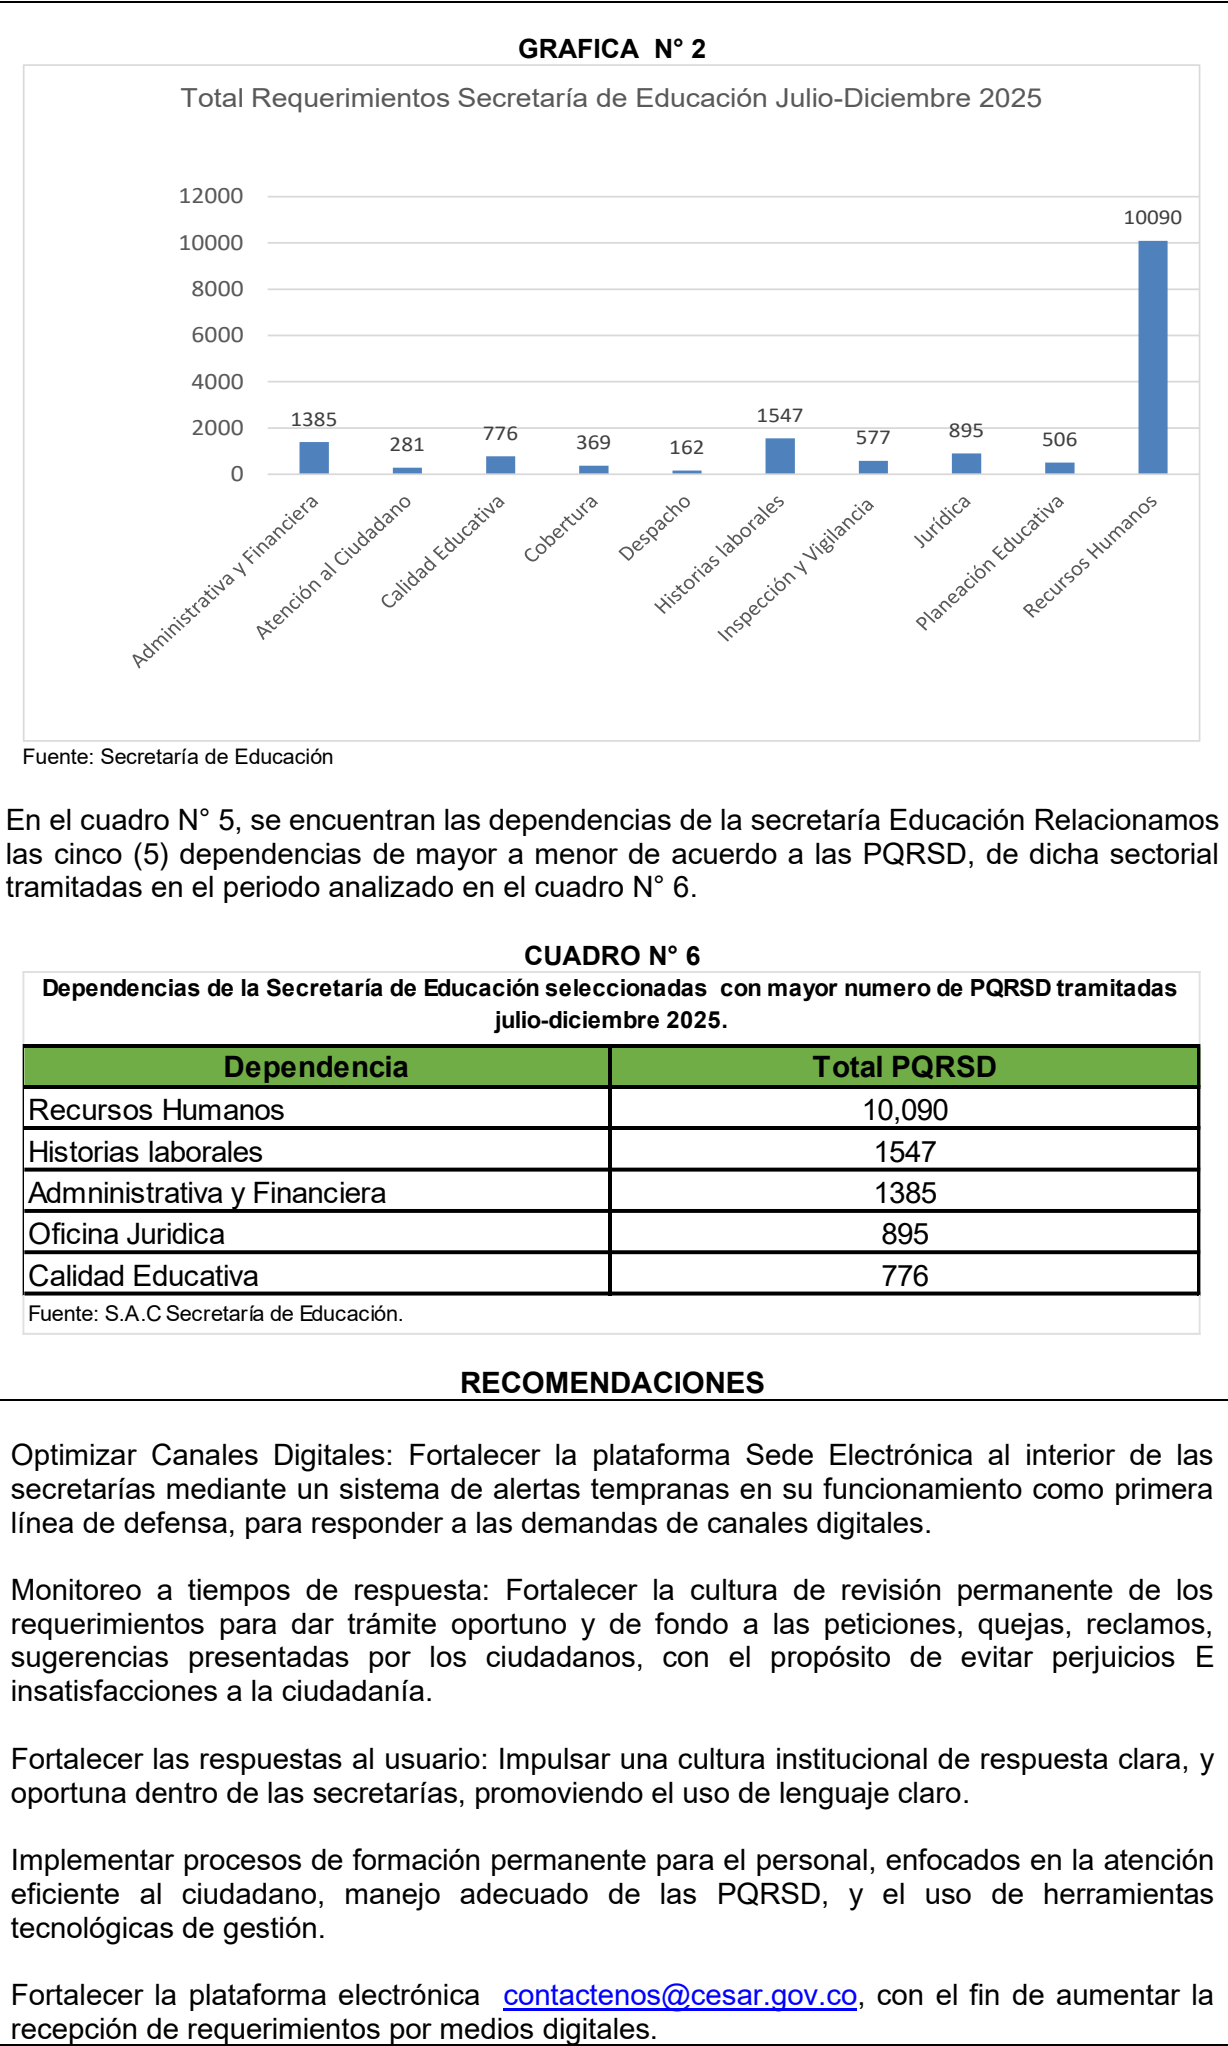 GRAFICA N° 2
Total Requerimientos Secretaría de Educación Julio-Diciembre 2025
12000
10000
8000
6000
4000
2000
0
1385
281
776
369
162
1547
577
895
506
10090
Administrativa y Financiera
Atención al Ciudadano
Calidad Educativa
Cobertura
Despacho
Historias laborales
Inspección y Vigilancia
Jurídica
Planeación Educativa
Recursos Humanos
Fuente: Secretaría de Educación
En el cuadro N° 5, se encuentran las dependencias de la secretaría Educación Relacionamos
las cinco (5) dependencias de mayor a menor de acuerdo a las PQRSD, de dicha sectorial
tramitadas en el periodo analizado en el cuadro N° 6.
CUADRO N° 6
Dependencias de la Secretaría de Educación seleccionadas con mayor numero de PQRSD tramitadas
julio-diciembre 2025.
Dependencia Total PQRSD
Recursos Humanos 10,090
Historias laborales 1547
Admninistrativa y Financiera 1385
Oficina Juridica 895
Calidad Educativa 776
Fuente: S.A.C Secretaría de Educación.
RECOMENDACIONES
Optimizar Canales Digitales: Fortalecer la plataforma Sede Electrónica al interior de las
secretarías mediante un sistema de alertas tempranas en su funcionamiento como primera
línea de defensa, para responder a las demandas de canales digitales.
Monitoreo a tiempos de respuesta: Fortalecer la cultura de revisión permanente de los
requerimientos para dar trámite oportuno y de fondo a las peticiones, quejas, reclamos,
sugerencias presentadas por los ciudadanos, con el propósito de evitar perjuicios E
insatisfacciones a la ciudadanía.
Fortalecer las respuestas al usuario: Impulsar una cultura institucional de respuesta clara, y
oportuna dentro de las secretarías, promoviendo el uso de lenguaje claro.
Implementar procesos de formación permanente para el personal, enfocados en la atención
eficiente al ciudadano, manejo adecuado de las PQRSD, y el uso de herramientas
tecnológicas de gestión.
Fortalecer la plataforma electrónica contactenos@cesar.gov.co, con el fin de aumentar la
recepción de requerimientos por medios digitales.